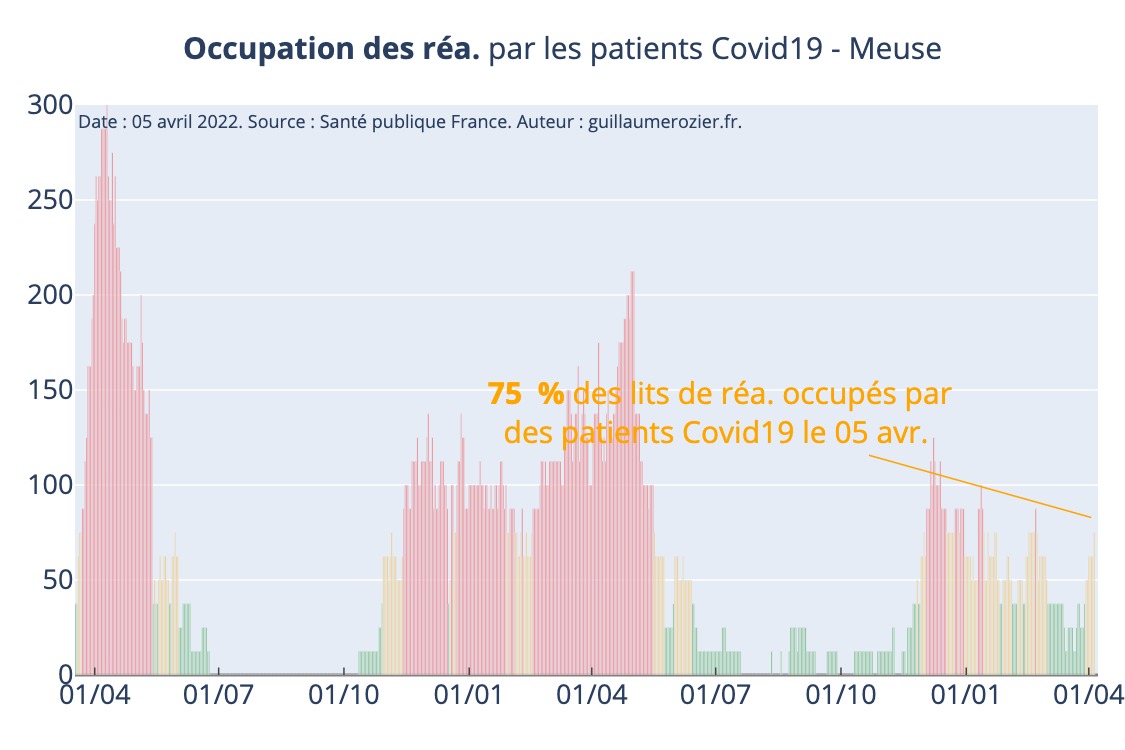 Occupation des réa. par les patients Covid19 - Meuse
300
Date : 05 avril 2022. Source : Santé publique France. Auteur : guillaumerozier.fr.
250
200
150
75 % des lits de réa. occupés par
des patients Covid19 le 05 avr.
100
50
0
01/04 01/07 01/10 01/01 01/04 01/07 01/10 01/01 01/04